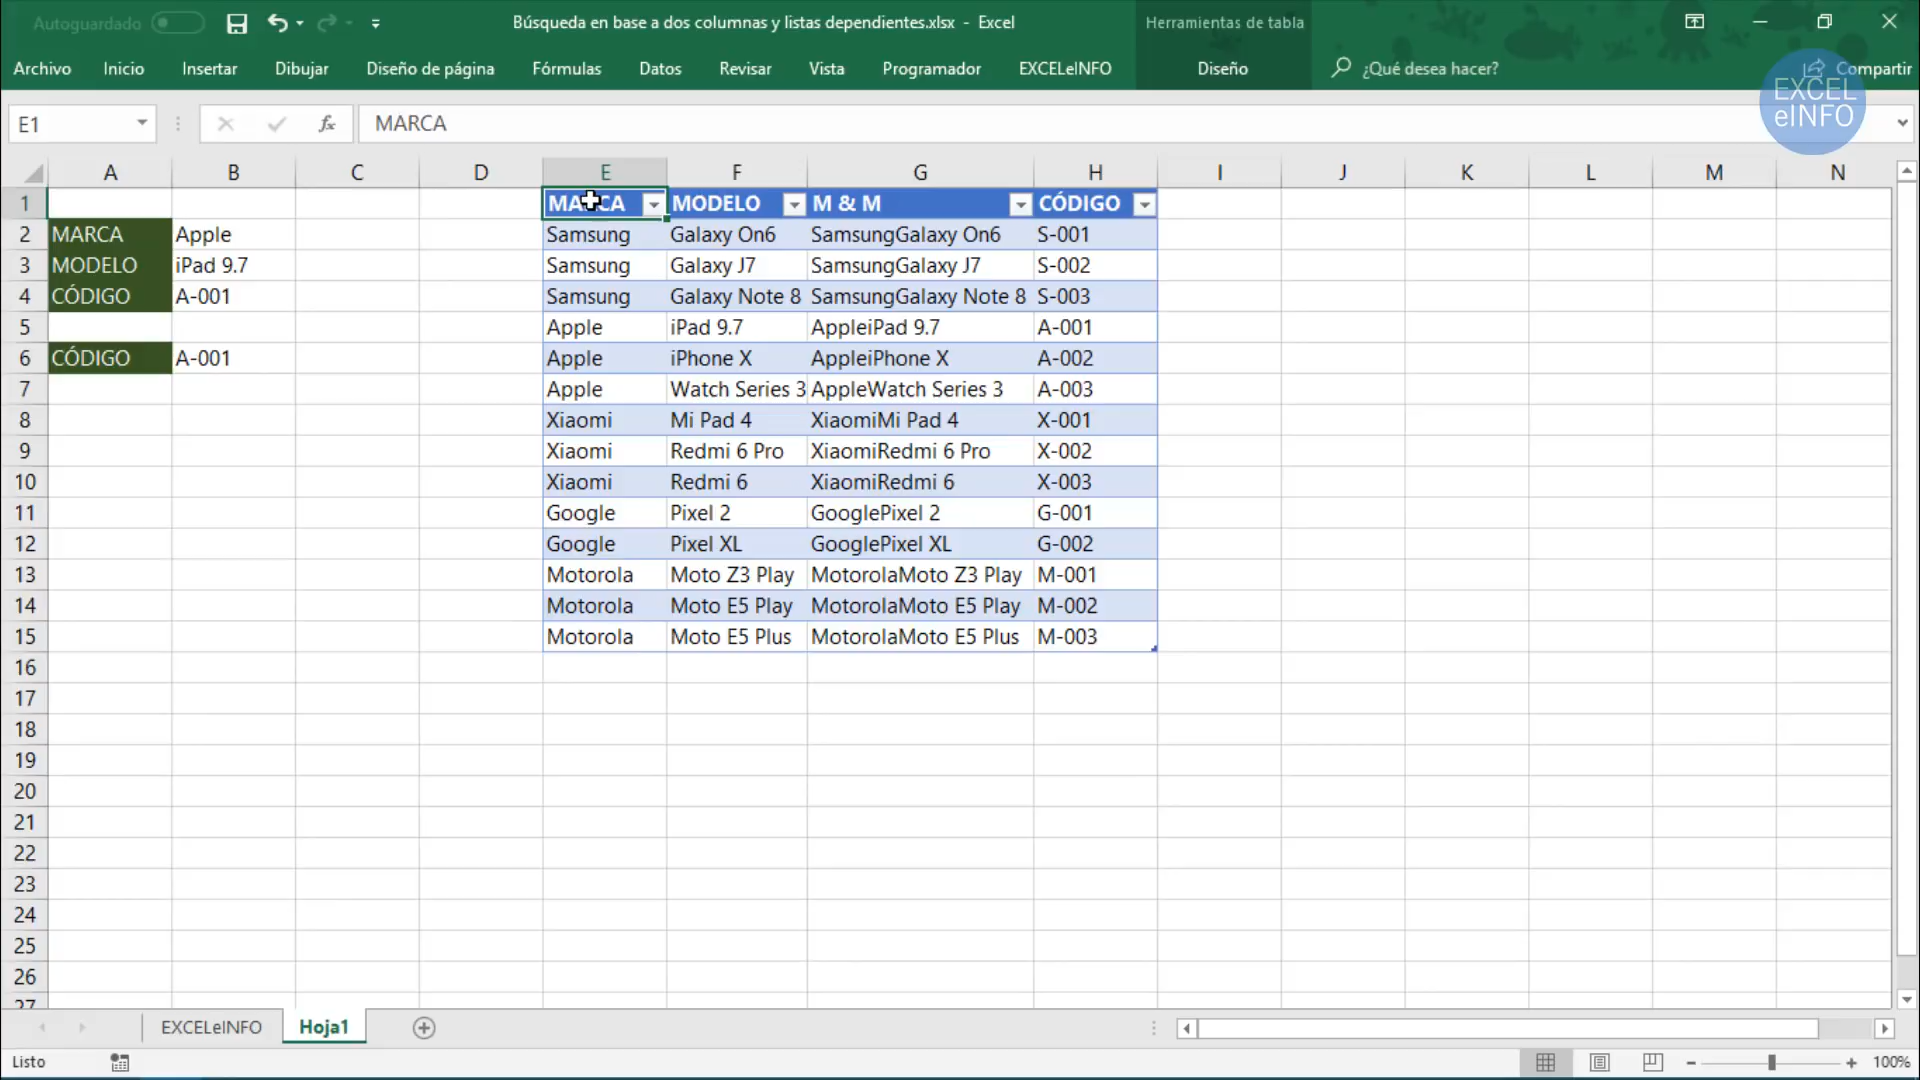 Autoguardado
Búsqueda en base a dos columnas y listas dependientes.xlsx - Excel
Herramientas de tabla
Archivo Inicio Insertar Dibujar Diseño de página Fórmulas Datos Revisar Vista Programador EXCELeINFO Diseño ¿Qué desea hacer? Compartir
EXCEL
eINFO
E1 fx MARCA
A B C D E F G H I J K L M N
1 MARCA MODELO M & M CÓDIGO
2 MARCA Apple Samsung Galaxy On6 SamsungGalaxy On6 S-001
3 MODELO iPad 9.7 Samsung Galaxy J7 SamsungGalaxy J7 S-002
4 CÓDIGO A-001 Samsung Galaxy Note 8 SamsungGalaxy Note 8 S-003
5 Apple iPad 9.7 AppleiPad 9.7 A-001
6 CÓDIGO A-001 Apple iPhone X AppleiPhone X A-002
7 Apple Watch Series 3 AppleWatch Series 3 A-003
8 Xiaomi Mi Pad 4 XiaomiMi Pad 4 X-001
9 Xiaomi Redmi 6 Pro XiaomiRedmi 6 Pro X-002
10 Xiaomi Redmi 6 XiaomiRedmi 6 X-003
11 Google Pixel 2 GooglePixel 2 G-001
12 Google Pixel XL GooglePixel XL G-002
13 Motorola Moto Z3 Play MotorolaMoto Z3 Play M-001
14 Motorola Moto E5 Play MotorolaMoto E5 Play M-002
15 Motorola Moto E5 Plus MotorolaMoto E5 Plus M-003
16
17
18
19
20
21
22
23
24
25
26
27
EXCELeINFO Hoja1
Listo 100%